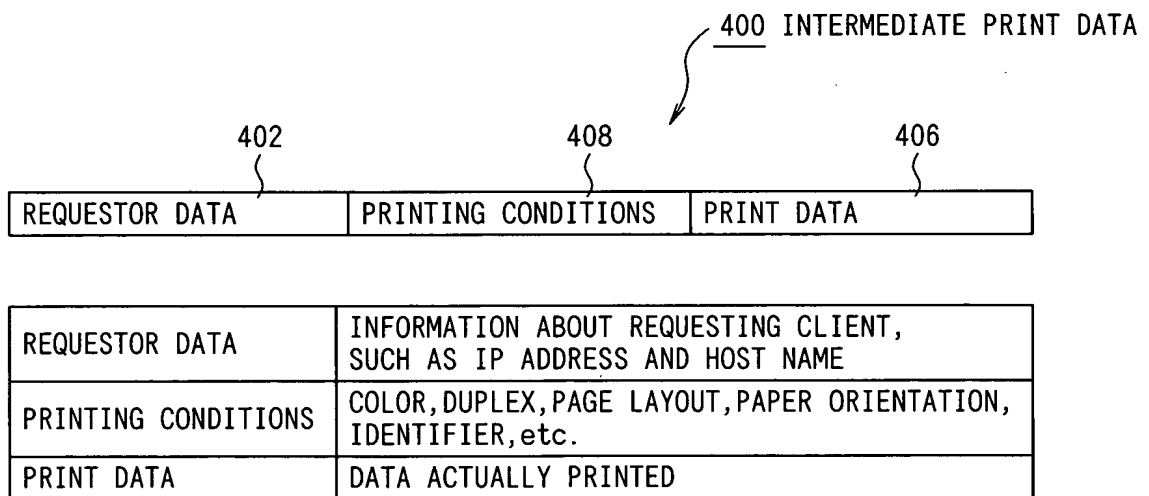 400 INTERMEDIATE PRINT DATA
402 408 406
REQUESTOR DATA PRINTING CONDITIONS PRINT DATA
REQUESTOR DATA INFORMATION ABOUT REQUESTING CLIENT,
SUCH AS IP ADDRESS AND HOST NAME
PRINTING CONDITIONS COLOR,DUPLEX,PAGE LAYOUT,PAPER ORIENTATION,
IDENTIFIER,etc.
PRINT DATA DATA ACTUALLY PRINTED